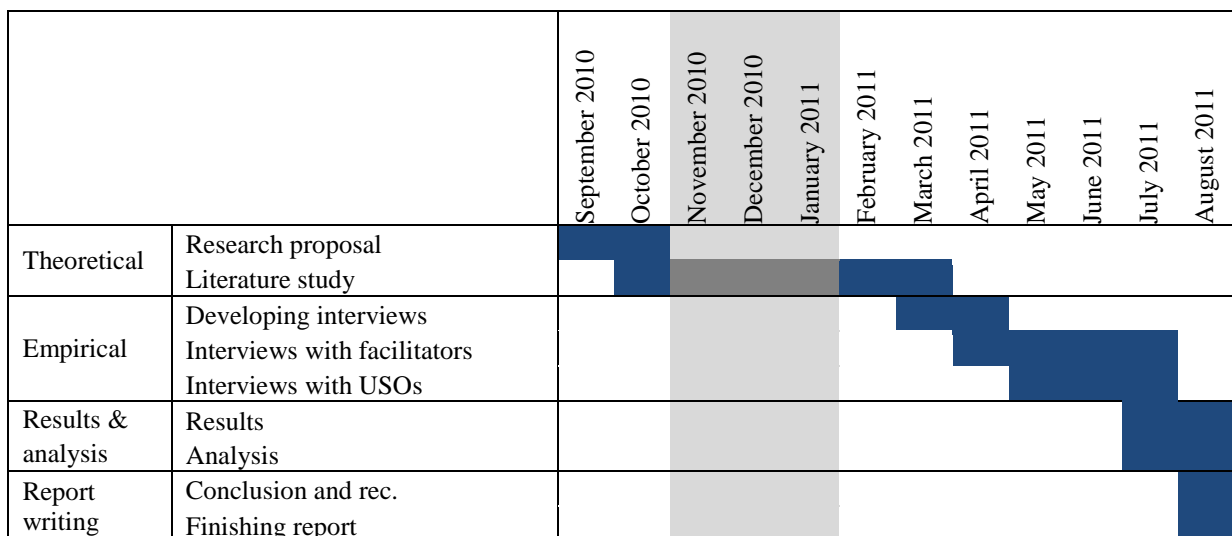 September 2010
October 2010
November 2010
December 2010
January 2011
February 2011
March 2011
April 2011
May 2011
June 2011
July 2011
August 2011
Theoretical
Research proposal
Literature study
Empirical
Developing interviews
Interviews with facilitators
Interviews with USOs
Results &
analysis
Results
Analysis
Report
writing
Conclusion and rec.
Finishing report